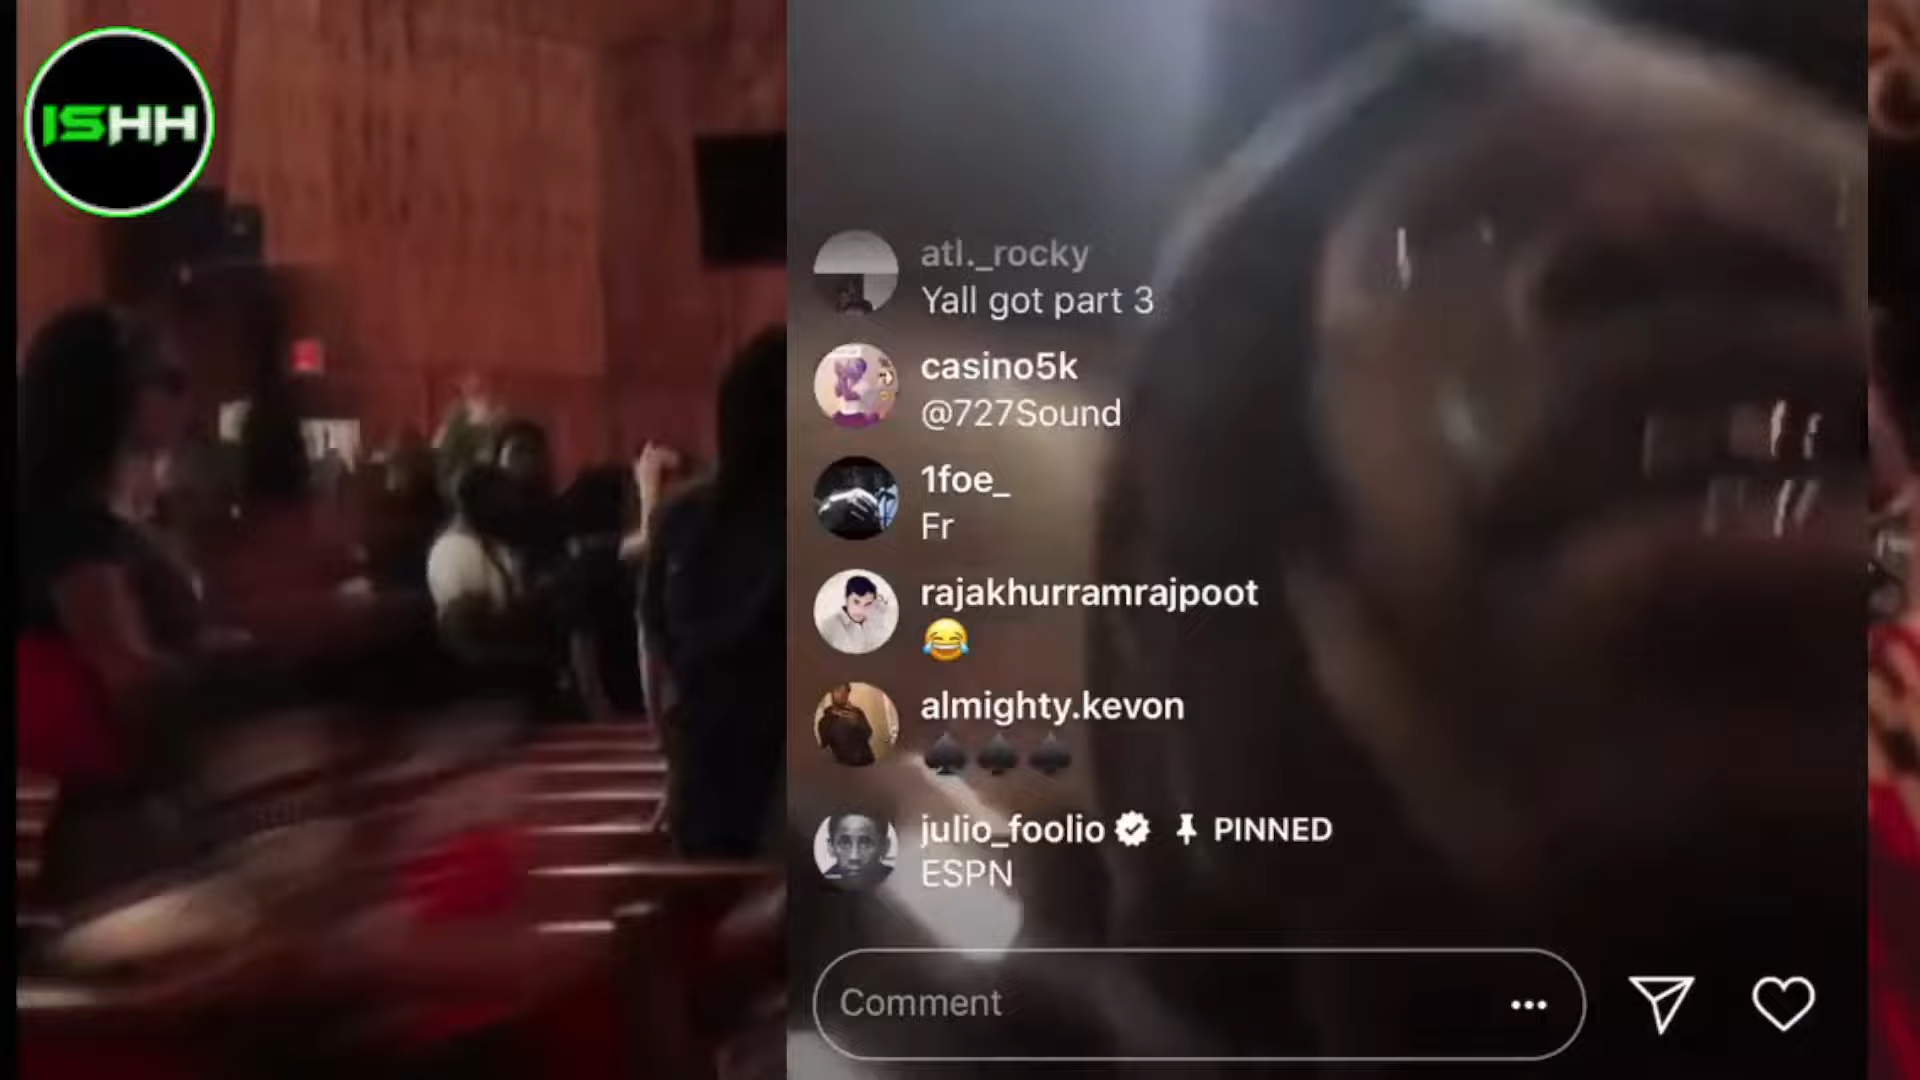 ISHH
atl._rocky
Yall got part 3
casino5k
@727Sound
1foe_
Fr
rajakhurramrajpoot
😂
almighty.kevon
♠️♠️♠️
julio_foolio PINNED
ESPN
Comment